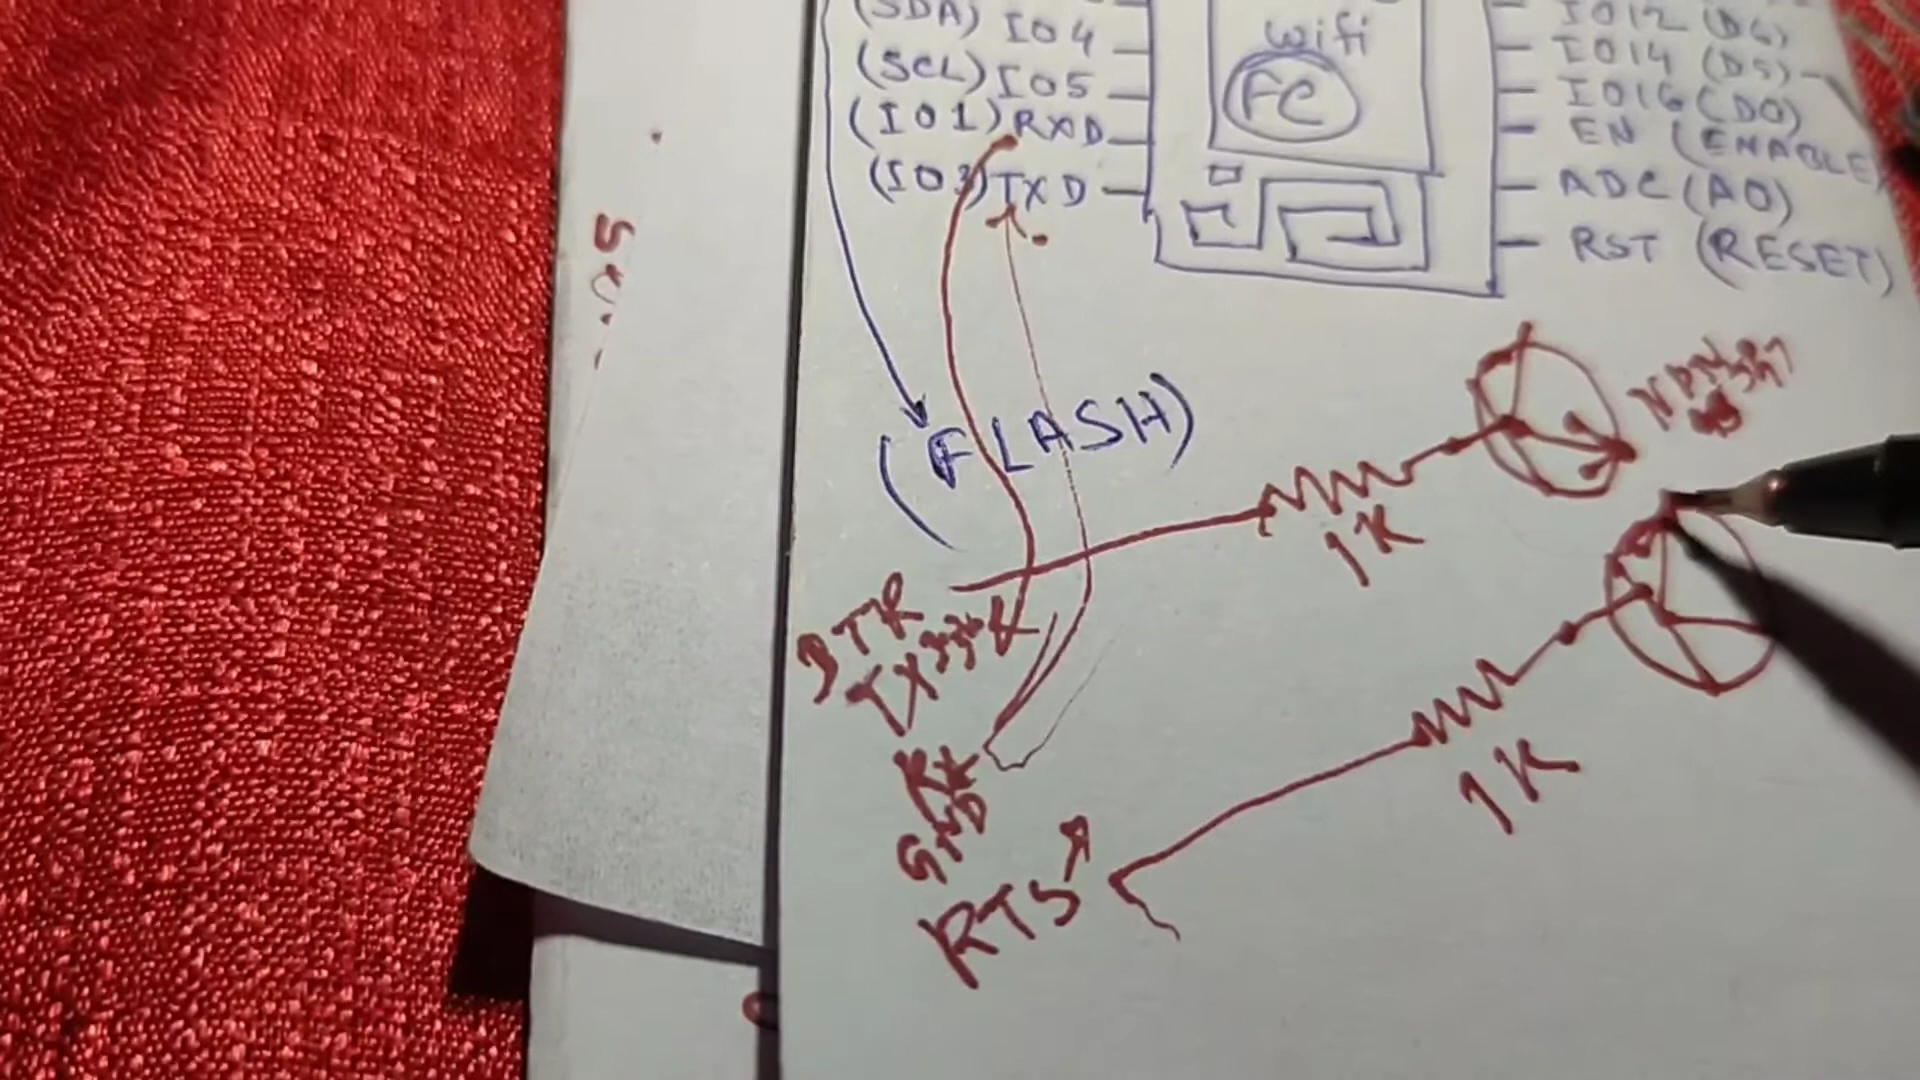 (SDA) IO4
(SCL) IO5
(IO1) RXD
(IO3) TXD
wifi
FC
IO12 (D6)
IO14 (D5)
IO16 (D0)
EN (ENABLE
ADC (A0)
RST (RESET)
(FLASH)
NPN
1K
1K
DTR
TX
RX
GND
RTS